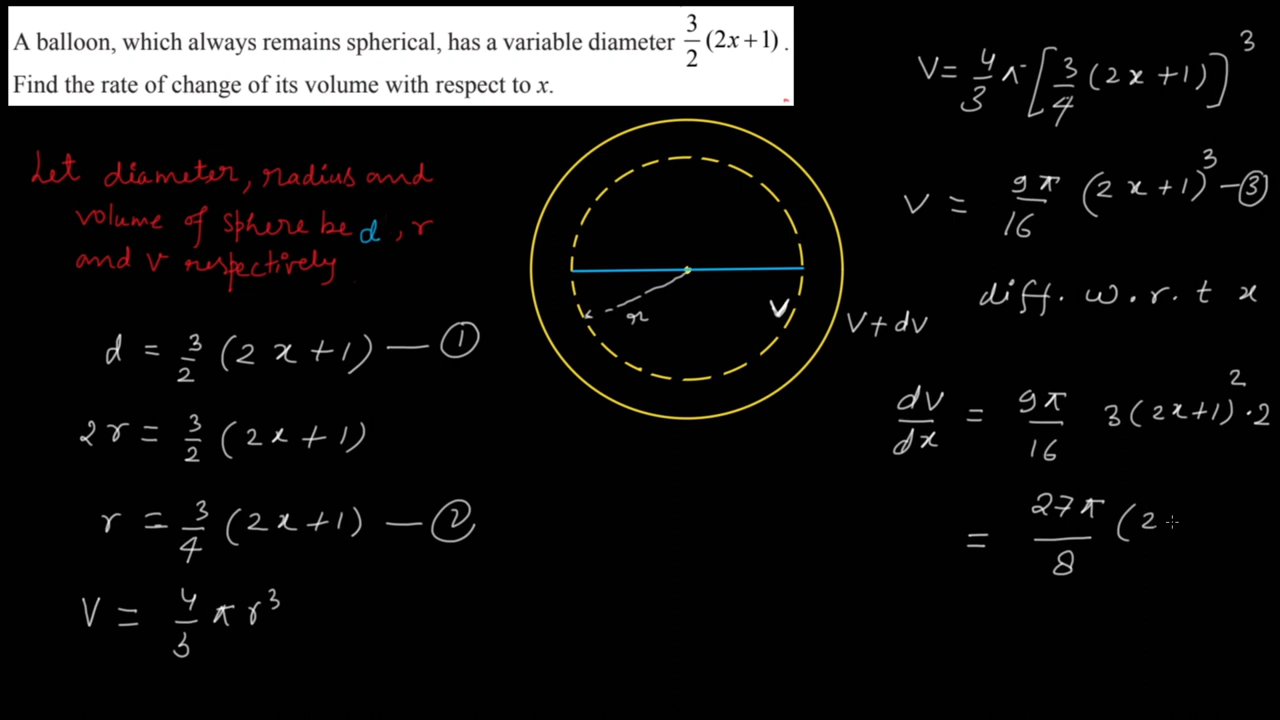 A balloon, which always remains spherical, has a variable diameter 3/2 (2x+1).
Find the rate of change of its volume with respect to x.
Let diameter, radius and
volume of sphere be d, r
and V respectively
d = 3/2 (2x+1) — ①
2r = 3/2 (2x+1)
r = 3/4 (2x+1) — ②
V = 4/3 π r³
r
V
V+dV
V = 4/3 π [3/4 (2x+1)]³
V = 9π/16 (2x+1)³ — ③
diff. w.r.t x
dV/dx = 9π/16 3(2x+1)² · 2
= 27π/8 (2